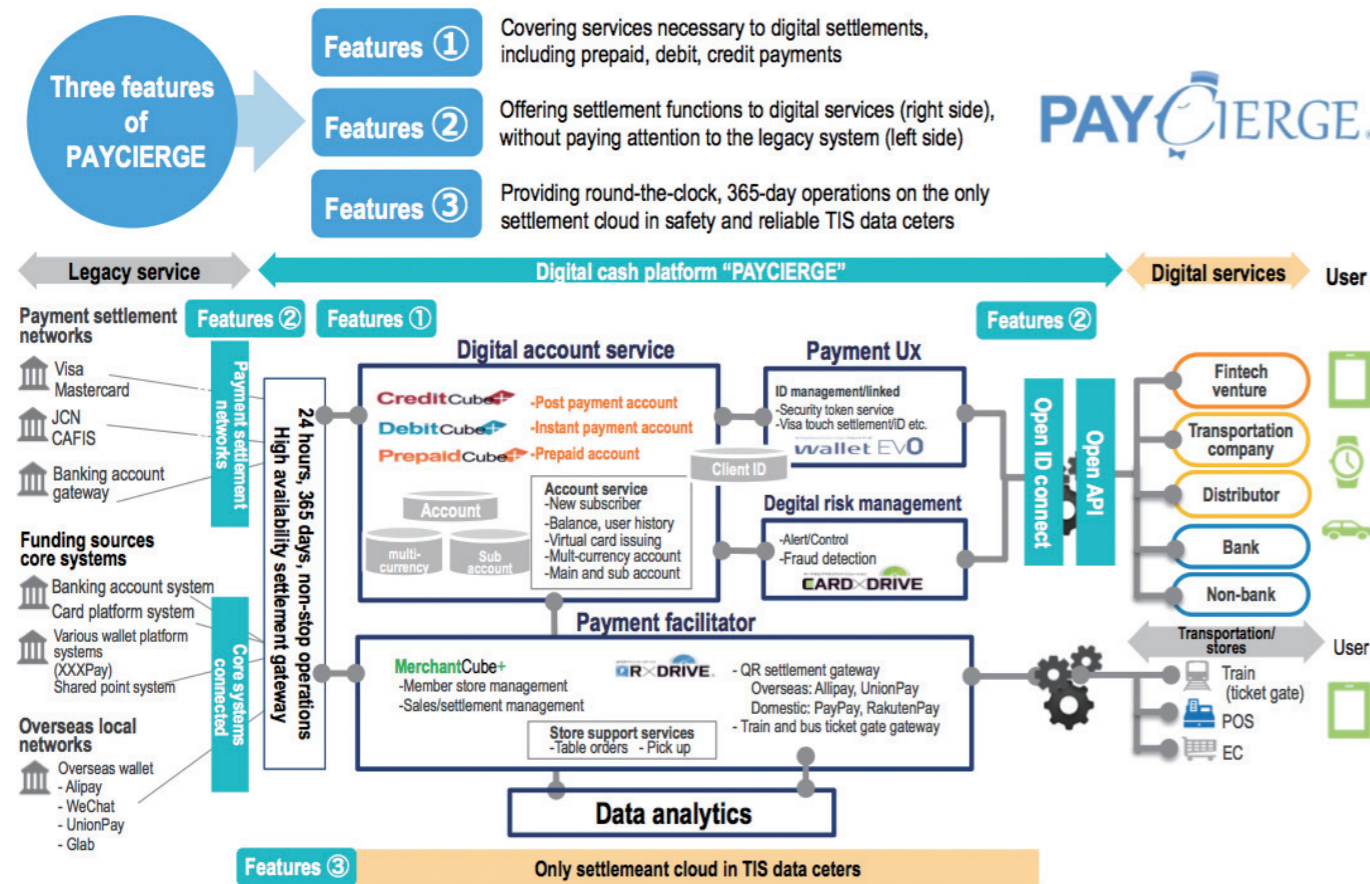 Three features
of
PAYCIERGE
Features ①
Covering services necessary to digital settlements,
including prepaid, debit, credit payments
Features ②
Offering settlement functions to digital services (right side),
without paying attention to the legacy system (left side)
Features ③
Providing round-the-clock, 365-day operations on the only
settlement cloud in safety and reliable TIS data ceters
PAYCIERGE
Legacy service
Digital cash platform “PAYCIERGE”
Digital services
User
Payment settlement
networks
Visa
Mastercard
JCN
CAFIS
Banking account
gateway
Funding sources
core systems
Banking account system
Card platform system
Various wallet platform
systems
(XXXPay)
Shared point system
Overseas local
networks
Overseas wallet
- Alipay
- WeChat
- UnionPay
- Glab
Features ②
Payment settlement
networks
Core systems
connected
24 hours, 365 days, non-stop operations
High availability settlement gateway
Features ①
Digital account service
CreditCube+
-Post payment account
DebitCube+
-Instant payment account
PrepaidCube+
-Prepaid account
Account
multi-
currency
Sub
account
Account service
-New subscriber
-Balance, user history
-Virtual card issuing
-Mult-currency account
-Main and sub account
Client ID
Payment Ux
ID management/linked
-Security token service
-Visa touch settlement/iD etc.
wallet EVO
Degital risk management
-Alert/Control
-Fraud detection
CARD×DRIVE
Payment facilitator
MerchantCube+
-Member store management
-Sales/settlement management
QR×DRIVE
- QR settlement gateway
Overseas: Allipay, UnionPay
Domestic: PayPay, RakutenPay
- Train and bus ticket gate gateway
Store support services
-Table orders - Pick up
Data analytics
Features ②
Open ID connect
Open API
Fintech
venture
Transportation
company
Distributor
Bank
Non-bank
Transportation/
stores
User
Train
(ticket gate)
POS
EC
Features ③
Only settlemeant cloud in TIS data ceters